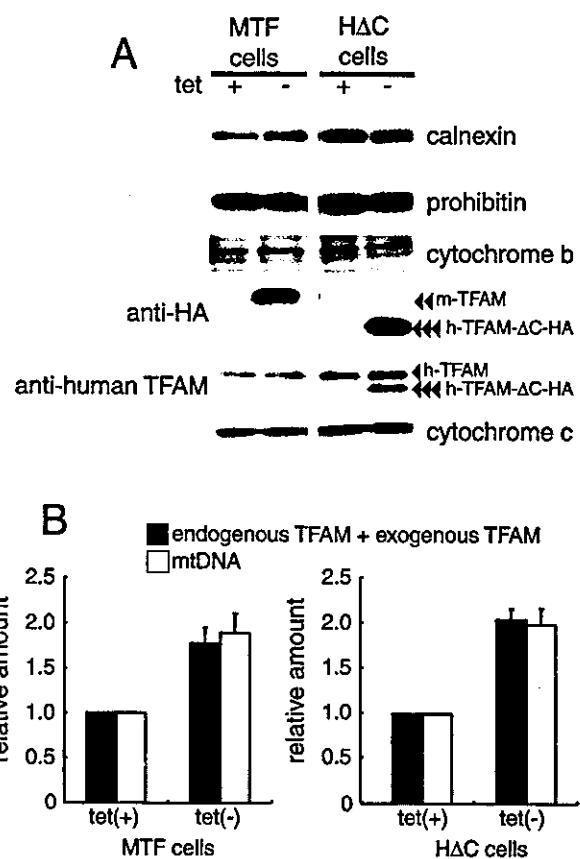 A
MTF cells
HΔC cells
tet + - + -
calnexin
prohibitin
cytochrome b
anti-HA
m-TFAM
h-TFAM-ΔC-HA
anti-human TFAM
h-TFAM
h-TFAM-ΔC-HA
cytochrome c
B
endogenous TFAM + exogenous TFAM
mtDNA
relative amount
2.5
2.0
1.5
1.0
0.5
0
tet(+) tet(-)
MTF cells
relative amount
2.5
2.0
1.5
1.0
0.5
0
tet(+) tet(-)
HΔC cells